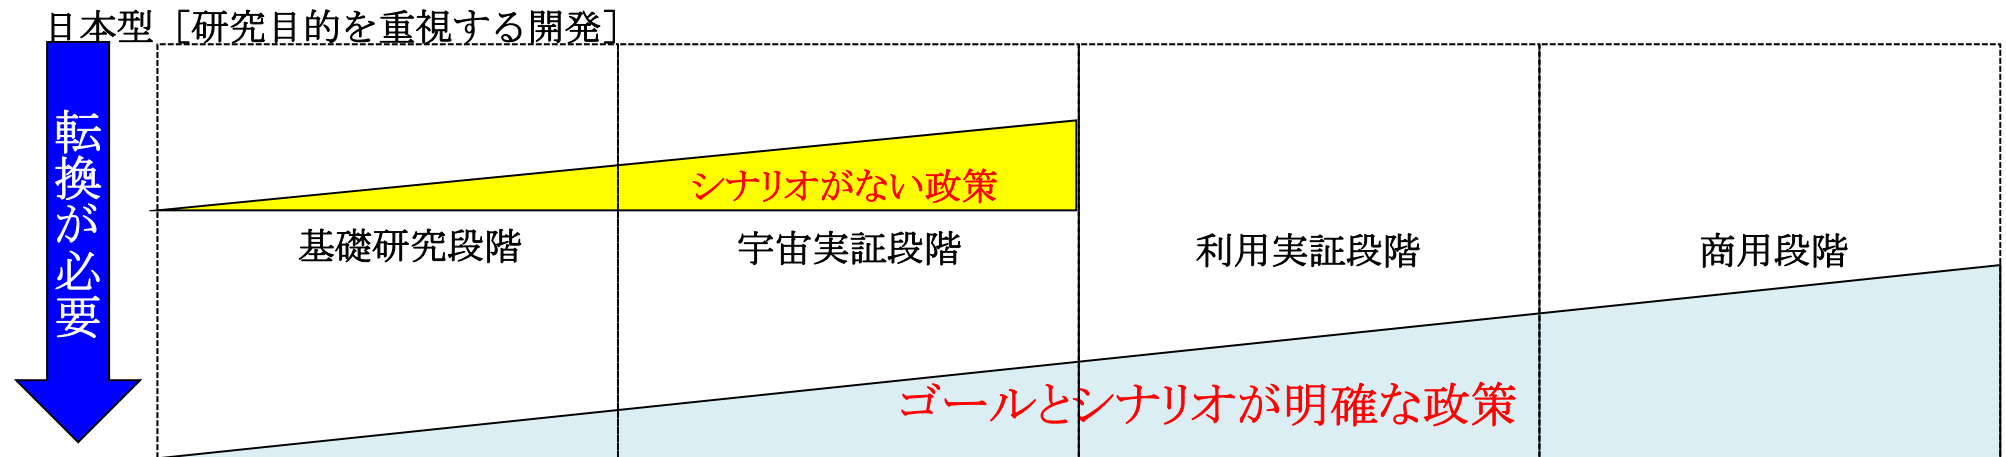 日本型［研究目的を重視する開発］
転換が必要
シナリオがない政策
基礎研究段階
宇宙実証段階
利用実証段階
商用段階
ゴールとシナリオが明確な政策